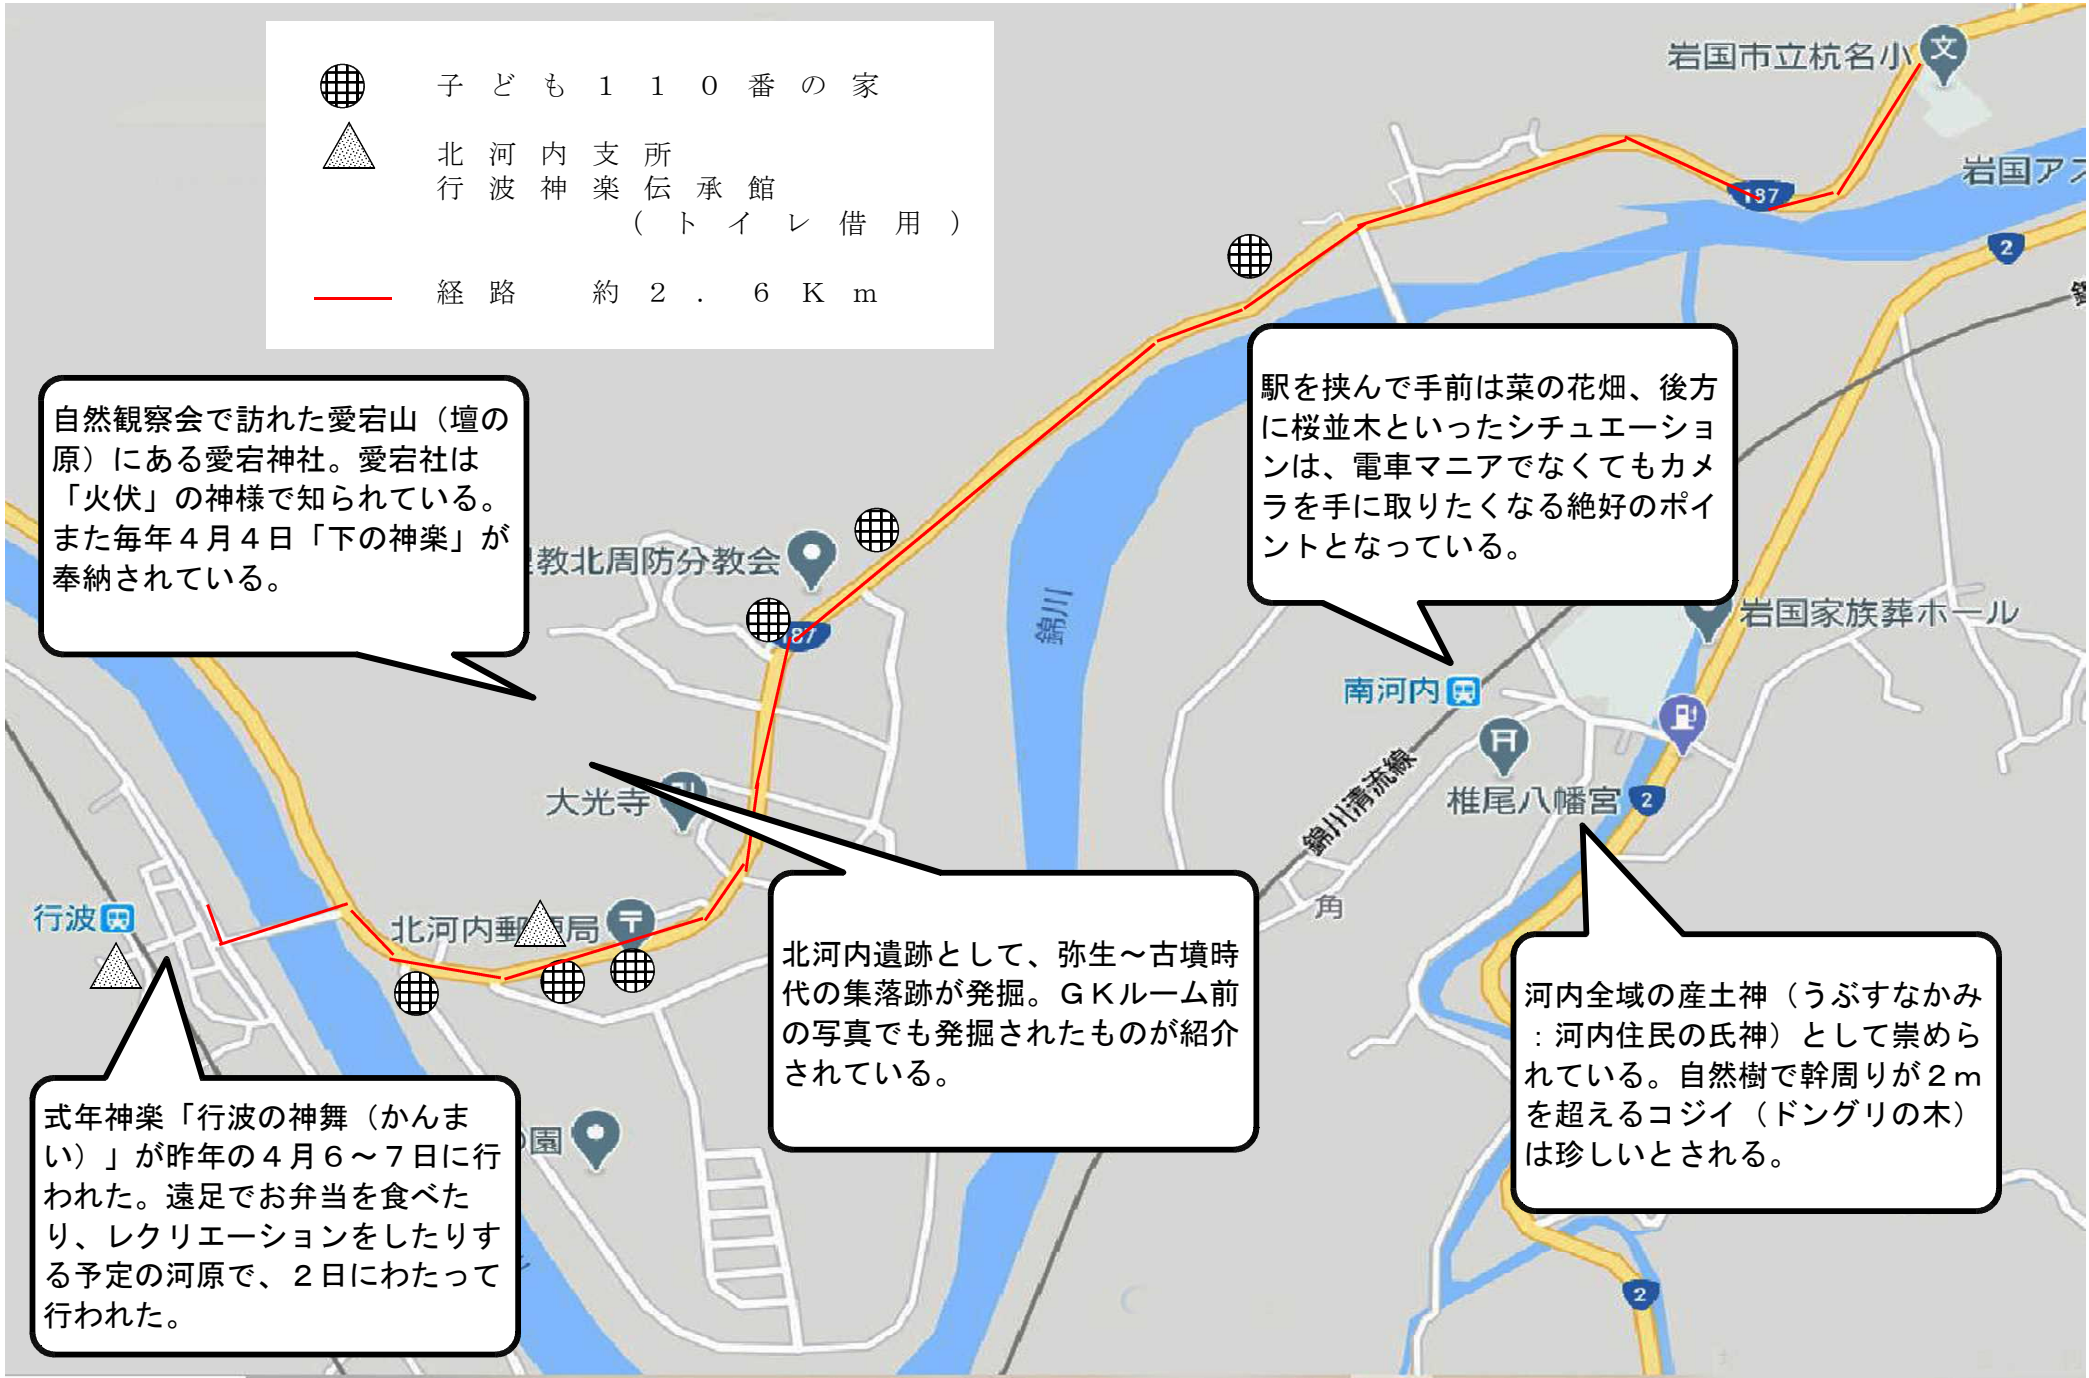 子ども１１０番の家
北河内支所
行波神楽伝承館
（トイレ借用）
経路　約２．６Ｋｍ
岩国市立杭名小
文
岩国アス
187
2
自然観察会で訪れた愛宕山（壇の
原）にある愛宕神社。愛宕社は
「火伏」の神様で知られている。
また毎年４月４日「下の神楽」が
奉納されている。
駅を挟んで手前は菜の花畑、後方
に桜並木といったシチュエーショ
ンは、電車マニアでなくてもカメ
ラを手に取りたくなる絶好のポイ
ントとなっている。
教北周防分教会
187
錦川
岩国家族葬ホール
南河内
錦川清流線
椎尾八幡宮
2
大光寺
角
行波
北河内郵便局
北河内遺跡として、弥生～古墳時
代の集落跡が発掘。ＧＫルーム前
の写真でも発掘されたものが紹介
されている。
河内全域の産土神（うぶすなかみ
：河内住民の氏神）として崇めら
れている。自然樹で幹周りが２ｍ
を超えるコジイ（ドングリの木）
は珍しいとされる。
式年神楽「行波の神舞（かんま
い）」が昨年の４月６～７日に行
われた。遠足でお弁当を食べた
り、レクリエーションをしたりす
る予定の河原で、２日にわたって
行われた。
園
2